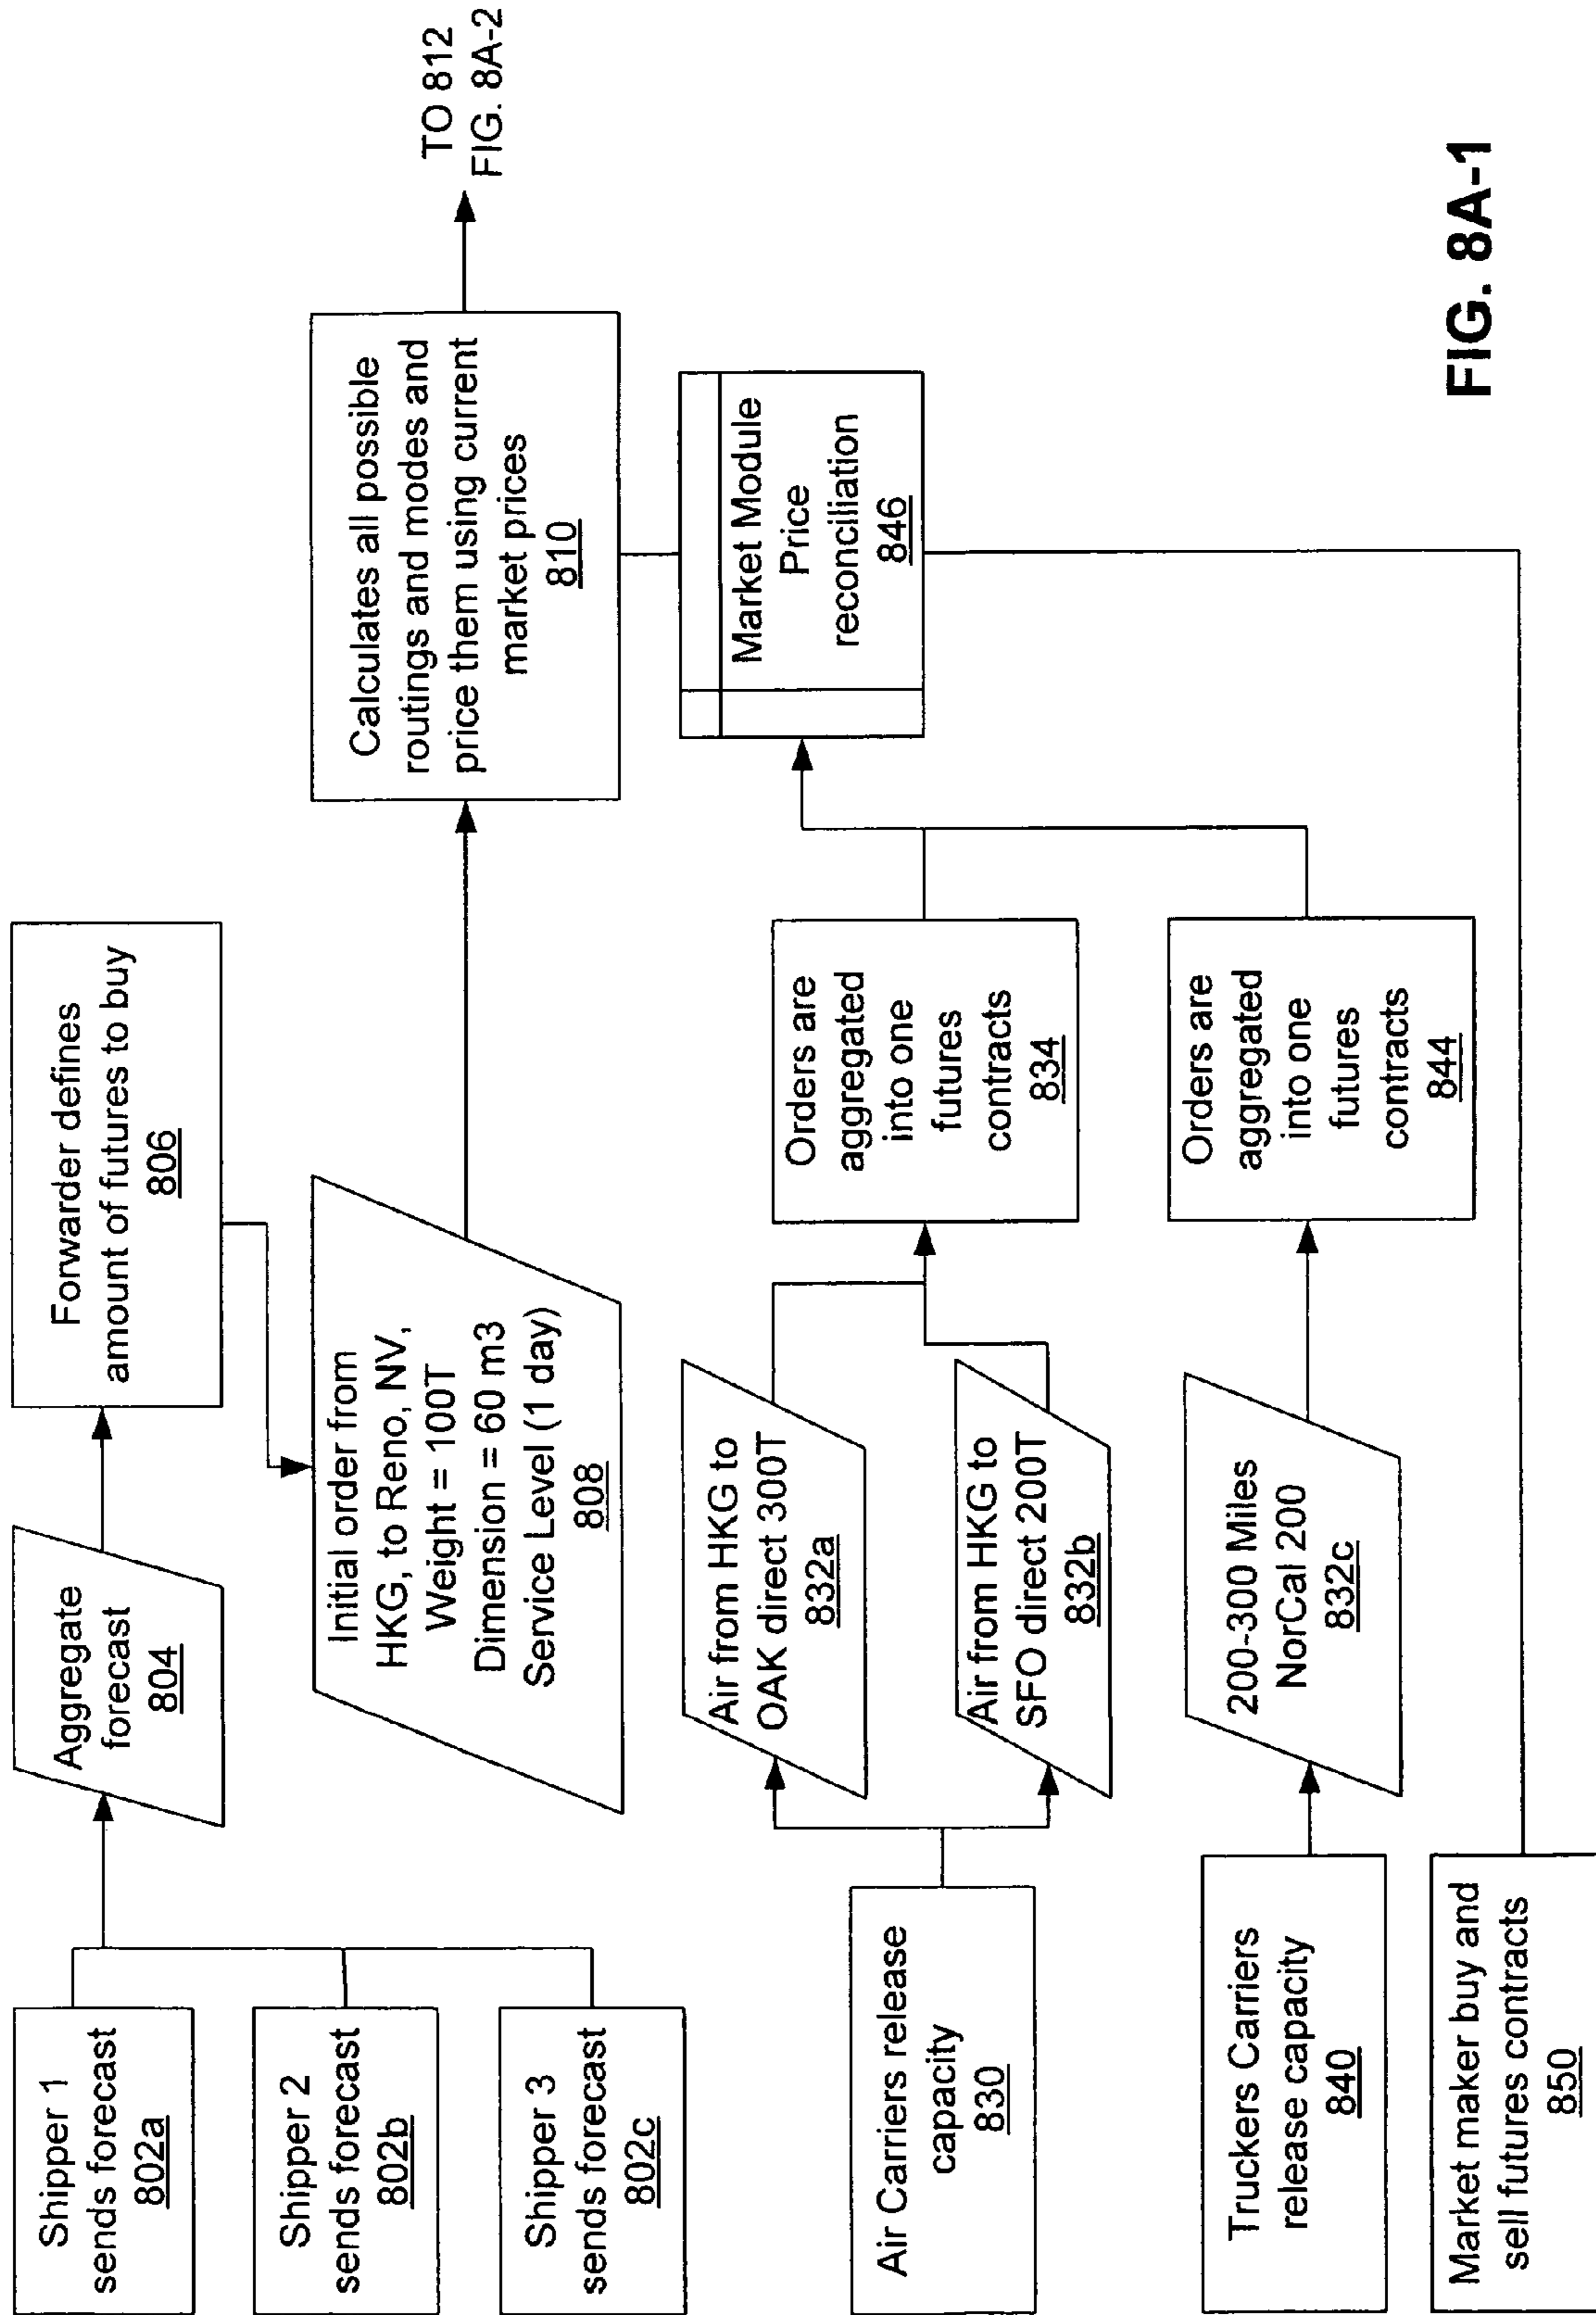 Shipper 1
sends forecast
802a
Shipper 2
sends forecast
802b
Shipper 3
sends forecast
802c
Aggregate
forecast
804
Forwarder defines
amount of futures to buy
806
Initial order from
HKG, to Reno, NV,
Weight = 100T
Dimension = 60 m3
Service Level (1 day)
808
Calculates all possible
routings and modes and
price them using current
market prices
810
TO 812
FIG. 8A-2
Air Carriers release
capacity
830
Air from HKG to
OAK direct 300T
832a
Air from HKG to
SFO direct 200T
832b
Orders are
aggregated
into one
futures
contracts
834
Market Module
Price
reconciliation
846
Truckers Carriers
release capacity
840
200-300 Miles
NorCal 200
832c
Orders are
aggregated
into one
futures
contracts
844
Market maker buy and
sell futures contracts
850
FIG. 8A-1